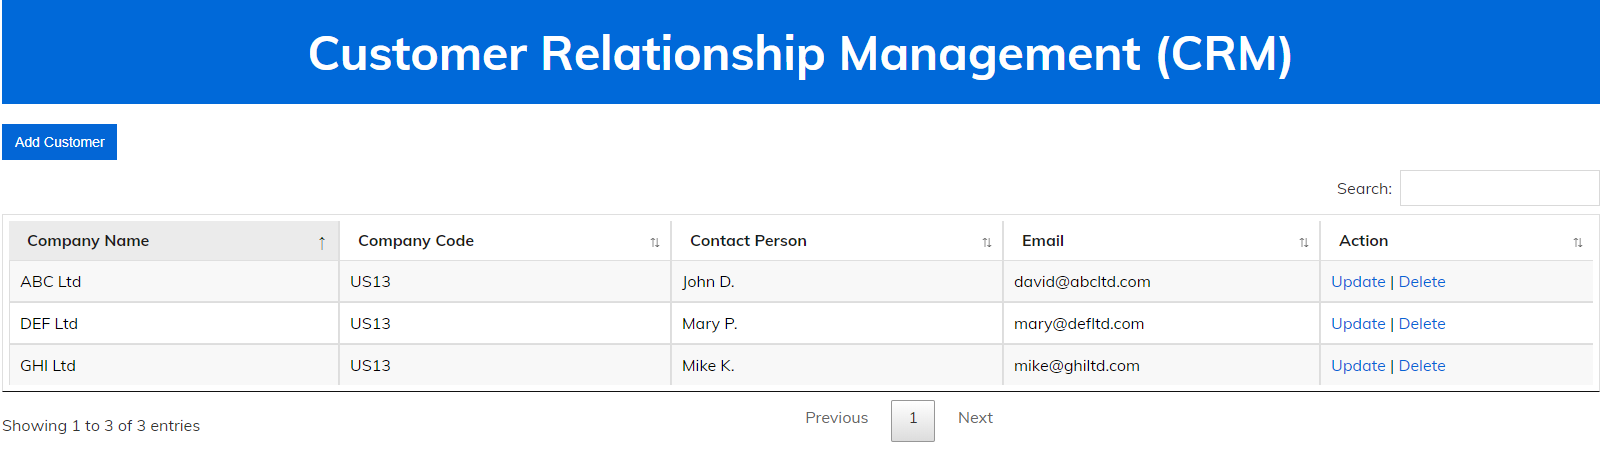 Customer Relationship Management (CRM)
Add Customer
Search:
Company Name ↑ Company Code ↑↓ Contact Person ↑↓ Email ↑↓ Action ↑↓
ABC Ltd US13 John D. david@abcltd.com Update | Delete
DEF Ltd US13 Mary P. mary@defltd.com Update | Delete
GHI Ltd US13 Mike K. mike@ghiltd.com Update | Delete
Previous 1 Next
Showing 1 to 3 of 3 entries